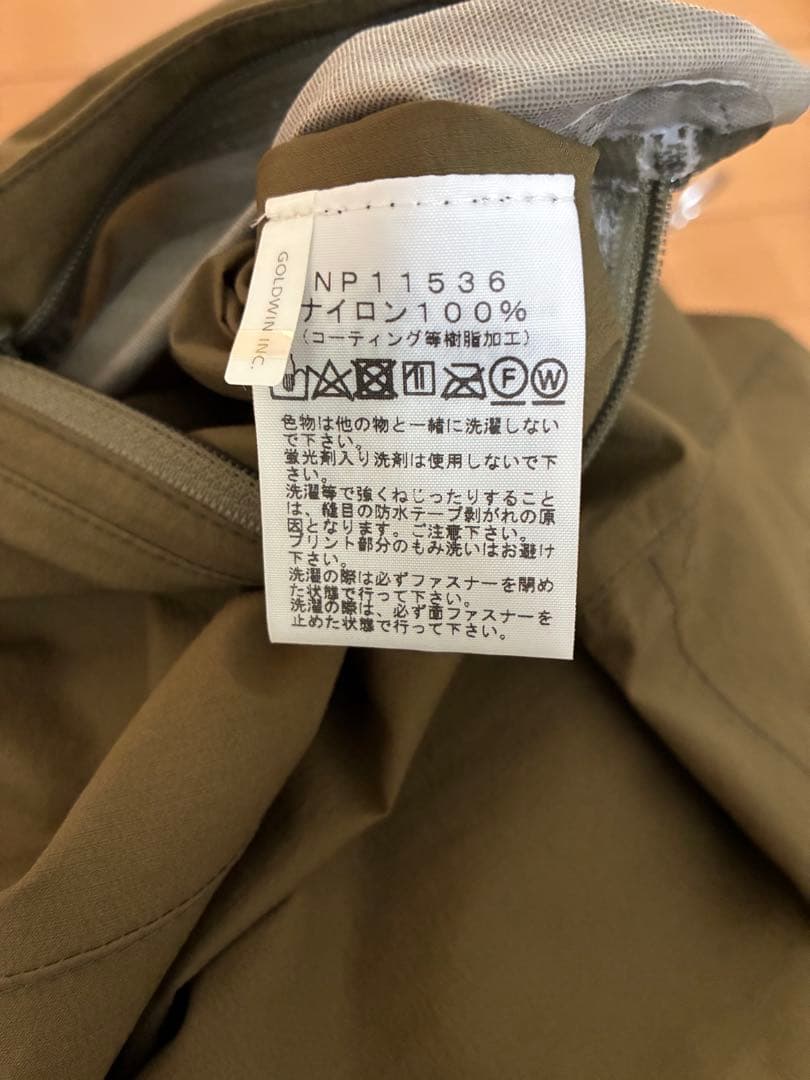 GOLDWIN INC.
NP11536
ナイロン100%
(コーティング等樹脂加工)
F W
色物は他の物と一緒に洗濯しない
で下さい。
蛍光剤入り洗剤は使用しないで下
さい。
洗濯等で強くねじったりすること
は、縫目の防水テープ剥がれの原
因となります。ご注意下さい。
プリント部分のもみ洗いはお避け
下さい。
洗濯の際は必ずファスナーを閉め
た状態で行って下さい。
洗濯の際は、必ず面ファスナーを
止めた状態で行って下さい。